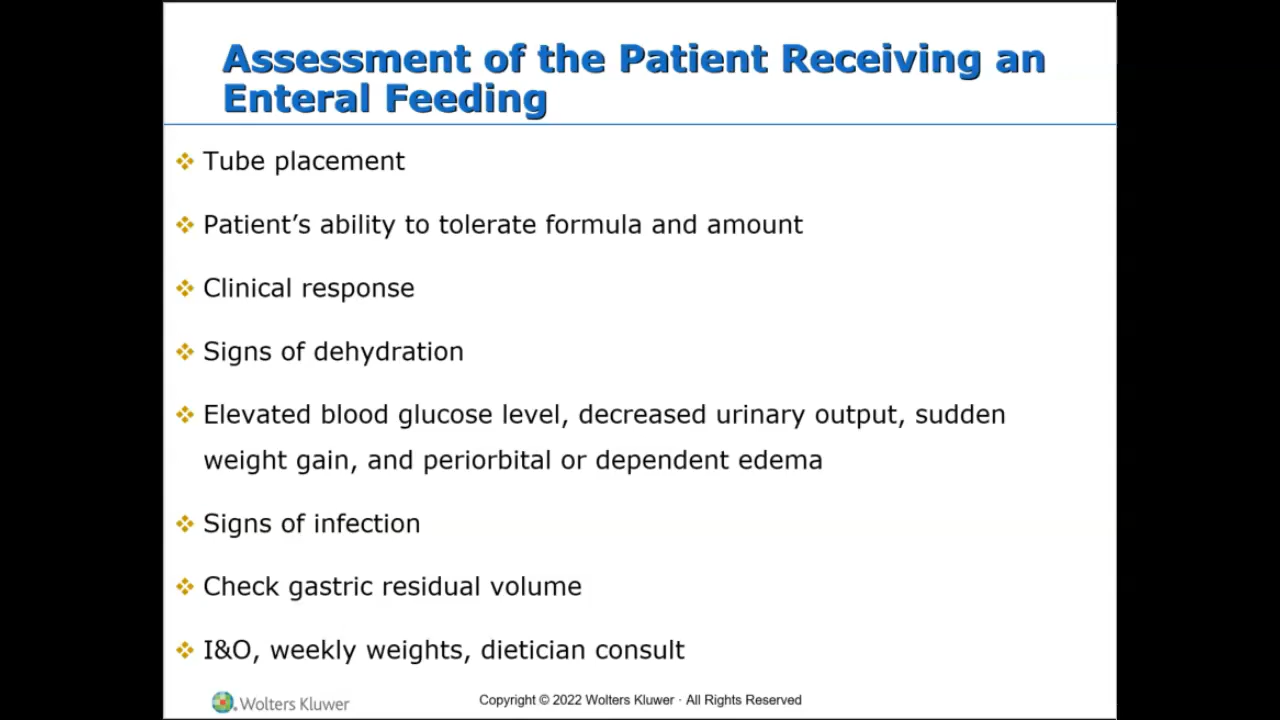 Assessment of the Patient Receiving an
Enteral Feeding
Tube placement
Patient’s ability to tolerate formula and amount
Clinical response
Signs of dehydration
Elevated blood glucose level, decreased urinary output, sudden
weight gain, and periorbital or dependent edema
Signs of infection
Check gastric residual volume
I&O, weekly weights, dietician consult
Wolters Kluwer
Copyright © 2022 Wolters Kluwer · All Rights Reserved